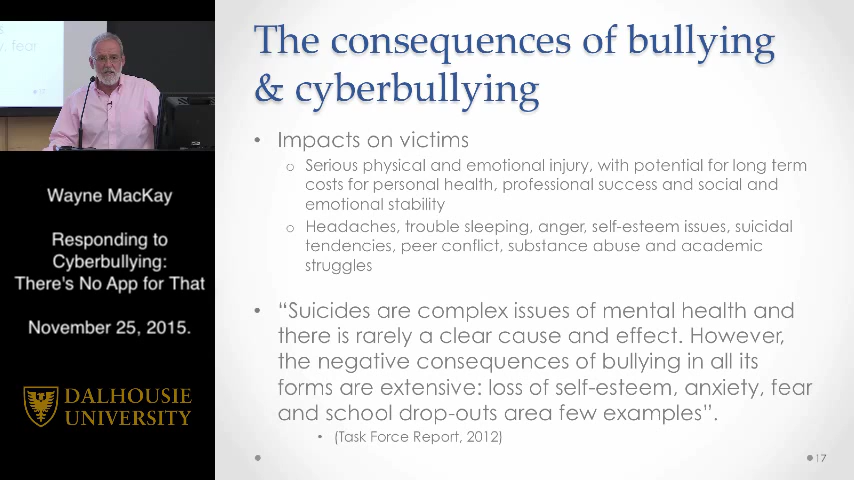 , fear
Wayne MacKay
Responding to
Cyberbullying:
There's No App for That
November 25, 2015.
DALHOUSIE
UNIVERSITY
The consequences of bullying
& cyberbullying
• Impacts on victims
o Serious physical and emotional injury, with potential for long term
costs for personal health, professional success and social and
emotional stability
o Headaches, trouble sleeping, anger, self-esteem issues, suicidal
tendencies, peer conflict, substance abuse and academic
struggles
• “Suicides are complex issues of mental health and
there is rarely a clear cause and effect. However,
the negative consequences of bullying in all its
forms are extensive: loss of self-esteem, anxiety, fear
and school drop-outs area few examples”.
• (Task Force Report, 2012)
17